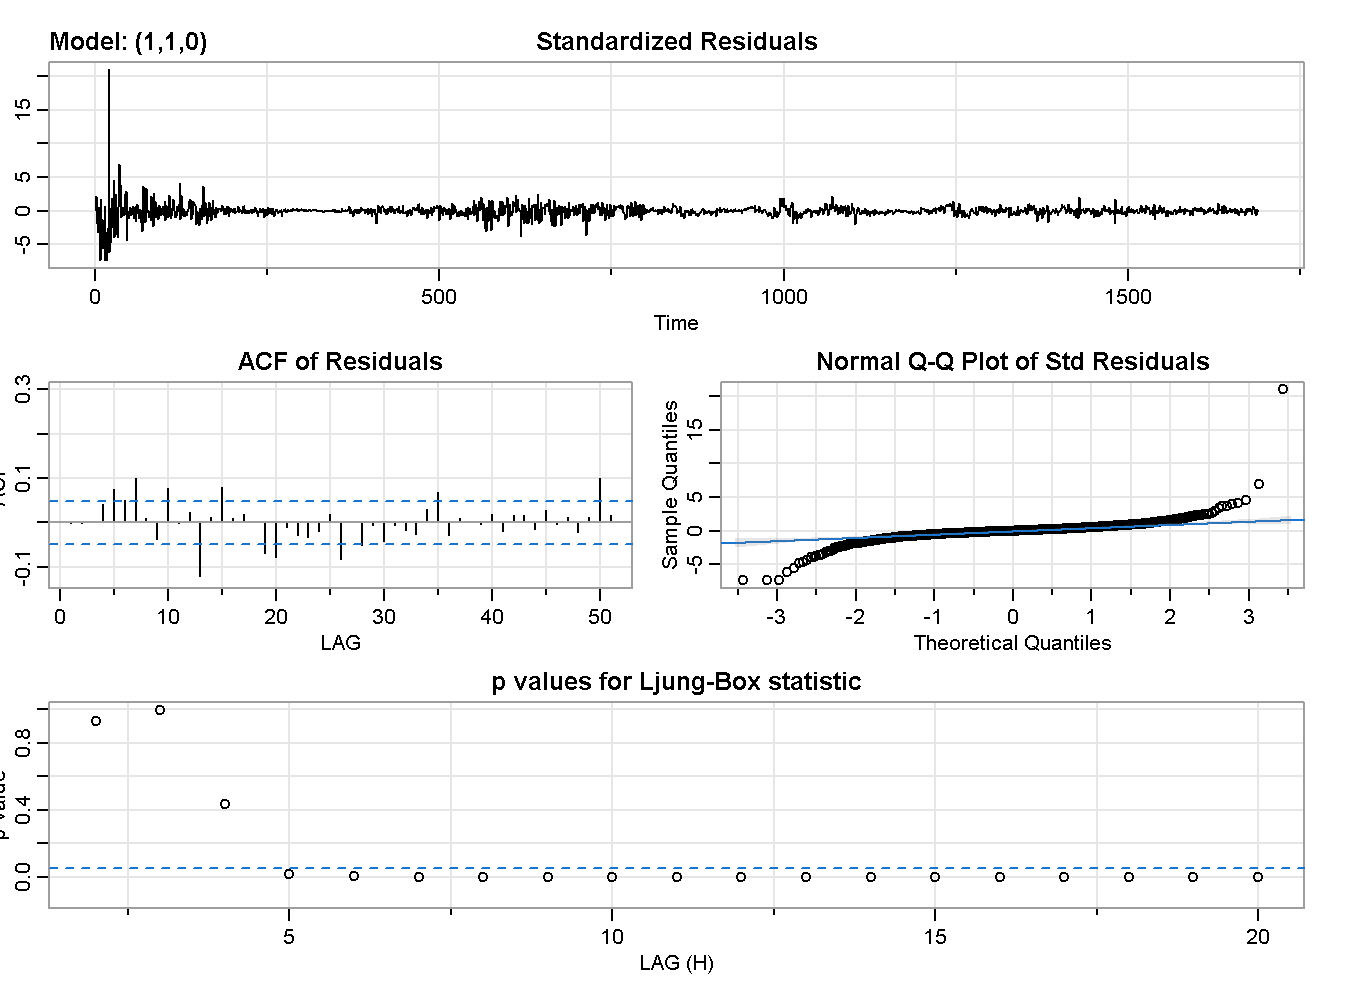 Model: (1,1,0)
Standardized Residuals
15
5
0
-5
0 500 1000 1500
Time
ACF of Residuals
0.3
0.1
-0.1
0 10 20 30 40 50
LAG
Normal Q-Q Plot of Std Residuals
Sample Quantiles
15
5
0
-5
-3 -2 -1 0 1 2 3
Theoretical Quantiles
p values for Ljung-Box statistic
p value
0.8
0.4
0.0
5 10 15 20
LAG (H)